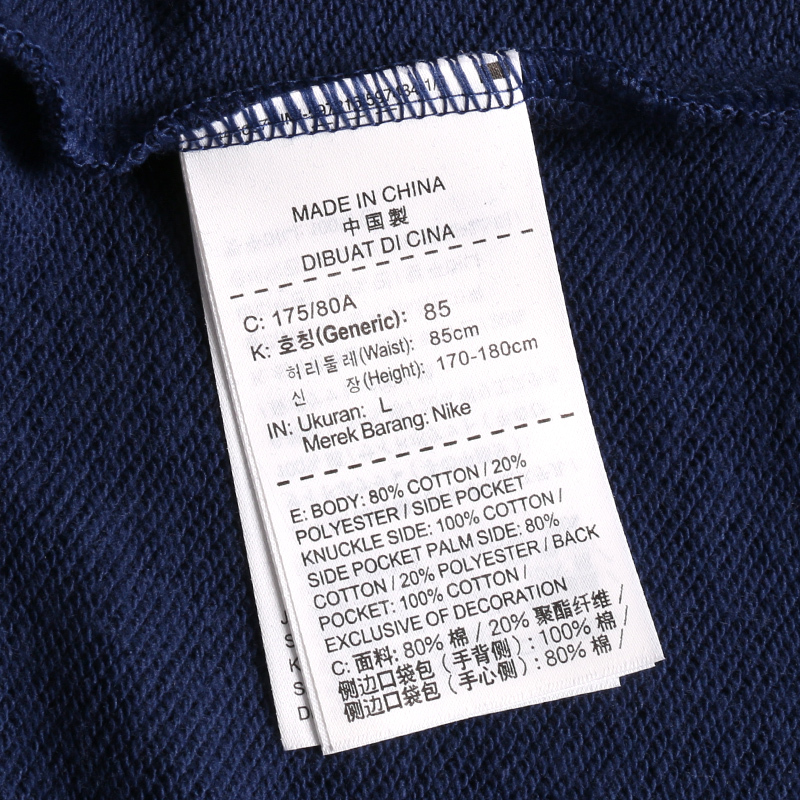 MADE IN CHINA
中国製
DIBUAT DI CINA
C: 175/80A
K: 호칭(Generic): 85
허리둘레(Waist): 85cm
신 장(Height): 170-180cm
IN: Ukuran: L
Merek Barang: Nike
E: BODY: 80% COTTON / 20%
POLYESTER / SIDE POCKET
KNUCKLE SIDE: 100% COTTON /
SIDE POCKET PALM SIDE: 80%
COTTON / 20% POLYESTER / BACK
POCKET: 100% COTTON /
EXCLUSIVE OF DECORATION
C: 面料: 80% 棉 / 20% 聚酯纤维 /
侧边口袋包（手背侧）: 100% 棉 /
侧边口袋包（手心侧）: 80% 棉 /
J
S
K
S
D